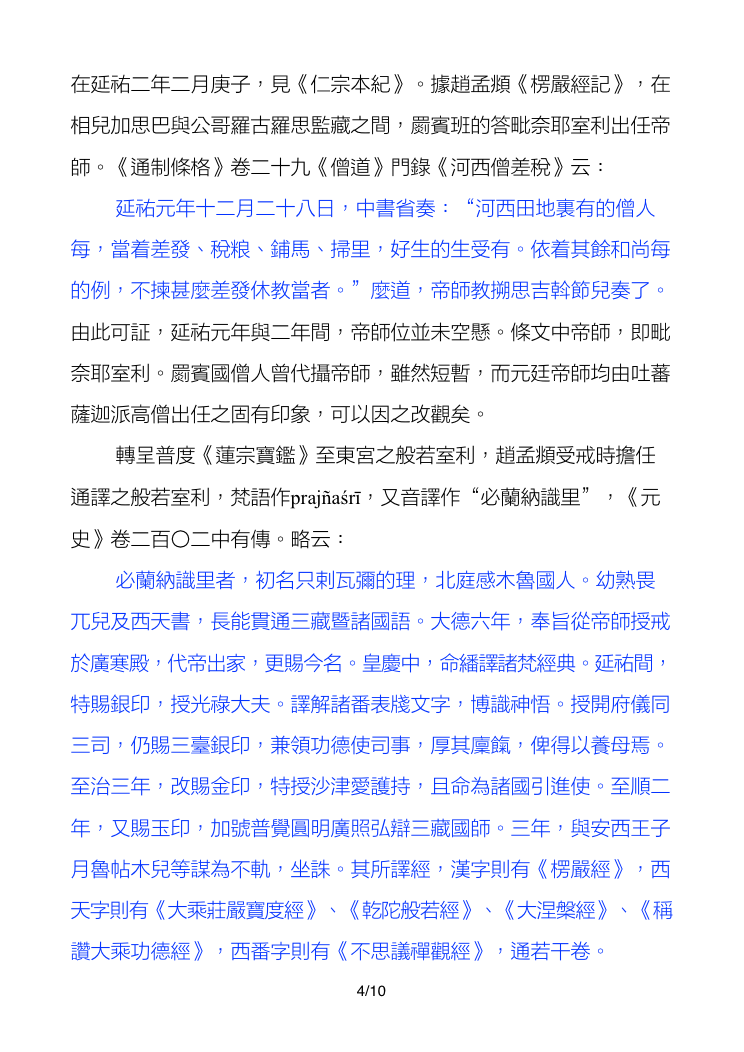 在延祐二年二月庚子，見《仁宗本紀》。據趙孟頫《楞嚴經記》，在
相兒加思巴與公哥羅古羅思監藏之間，罽賓班的答毗奈耶室利出任帝
師。《通制條格》卷二十九《僧道》門錄《河西僧差稅》云：
延祐元年十二月二十八日，中書省奏：“河西田地裏有的僧人
每，當着差發、稅粮、鋪馬、掃里，好生的生受有。依着其餘和尚每
的例，不揀甚麼差發休教當者。”麼道，帝師教搠思吉斡節兒奏了。
由此可証，延祐元年與二年間，帝師位並未空懸。條文中帝師，即毗
奈耶室利。罽賓國僧人曾代攝帝師，雖然短暫，而元廷帝師均由吐蕃
薩迦派高僧出任之固有印象，可以因之改觀矣。
轉呈普度《蓮宗寶鑑》至東宮之般若室利，趙孟頫受戒時擔任
通譯之般若室利，梵語作prajñaśrī，又音譯作“必蘭納識里”，《元
史》卷二百〇二中有傳。略云：
必蘭納識里者，初名只剌瓦彌的理，北庭感木魯國人。幼熟畏
兀兒及西天書，長能貫通三藏暨諸國語。大德六年，奉旨從帝師授戒
於廣寒殿，代帝出家，更賜今名。皇慶中，命繙譯諸梵經典。延祐間，
特賜銀印，授光祿大夫。譯解諸番表牋文字，博識神悟。授開府儀同
三司，仍賜三臺銀印，兼領功德使司事，厚其廩餼，俾得以養母焉。
至治三年，改賜金印，特授沙津愛護持，且命為諸國引進使。至順二
年，又賜玉印，加號普覺圓明廣照弘辯三藏國師。三年，與安西王子
月魯帖木兒等謀為不軌，坐誅。其所譯經，漢字則有《楞嚴經》，西
天字則有《大乘莊嚴寶度經》、《乾陀般若經》、《大涅槃經》、《稱
讚大乘功德經》，西番字則有《不思議禪觀經》，通若干卷。
4/10